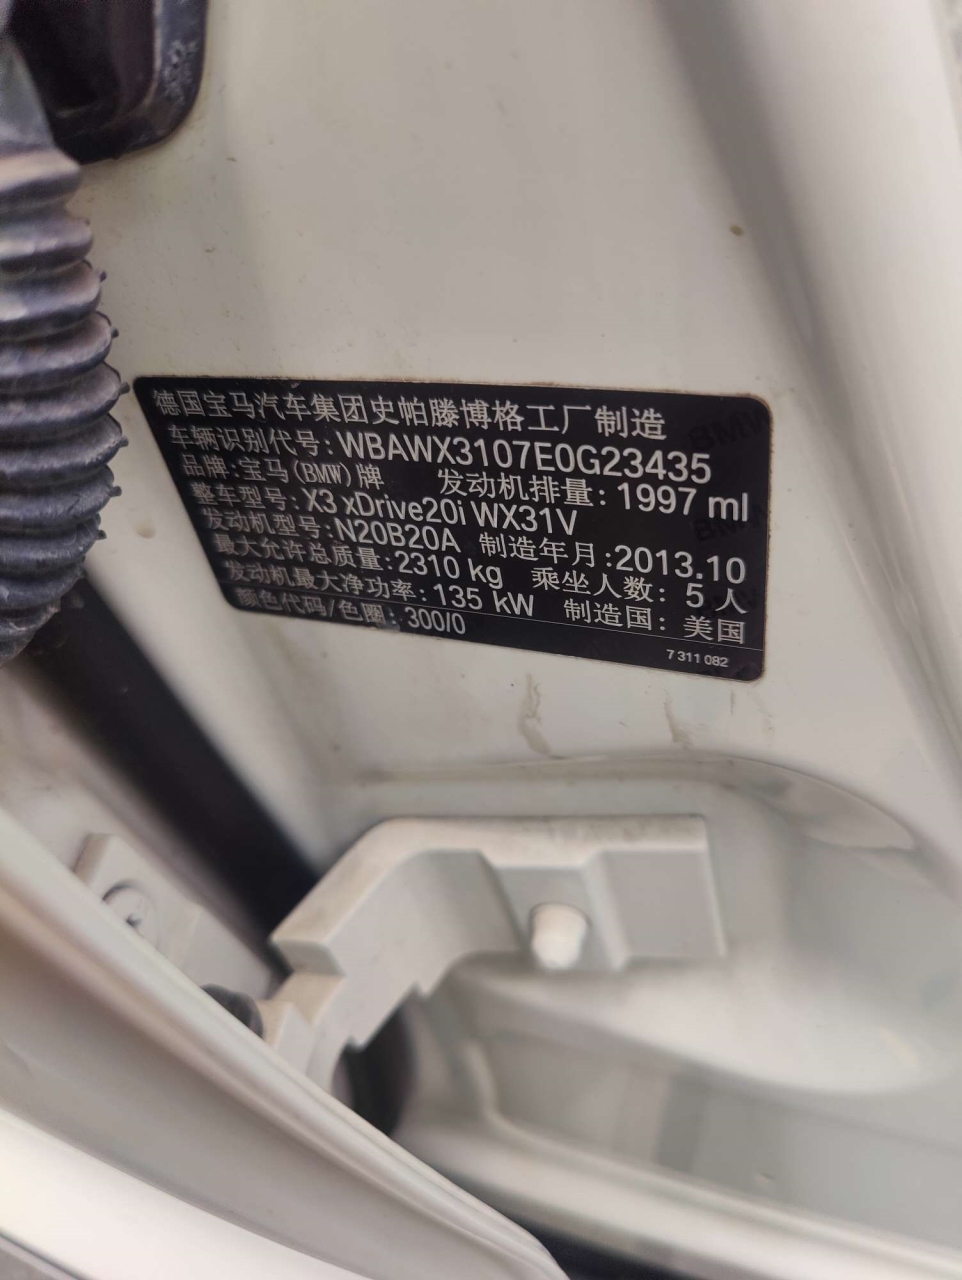 德国宝马汽车集团史帕滕博格工厂制造
车辆识别代号: WBAWX3107E0G23435
品牌: 宝马(BMW)牌 发动机排量: 1997 ml
整车型号: X3 xDrive20i WX31V
发动机型号: N20B20A 制造年月: 2013.10
最大允许总质量: 2310 kg 乘坐人数: 5 人
发动机最大净功率: 135 kW 制造国: 美国
颜色代码/色圈: 300/0
7 311 082